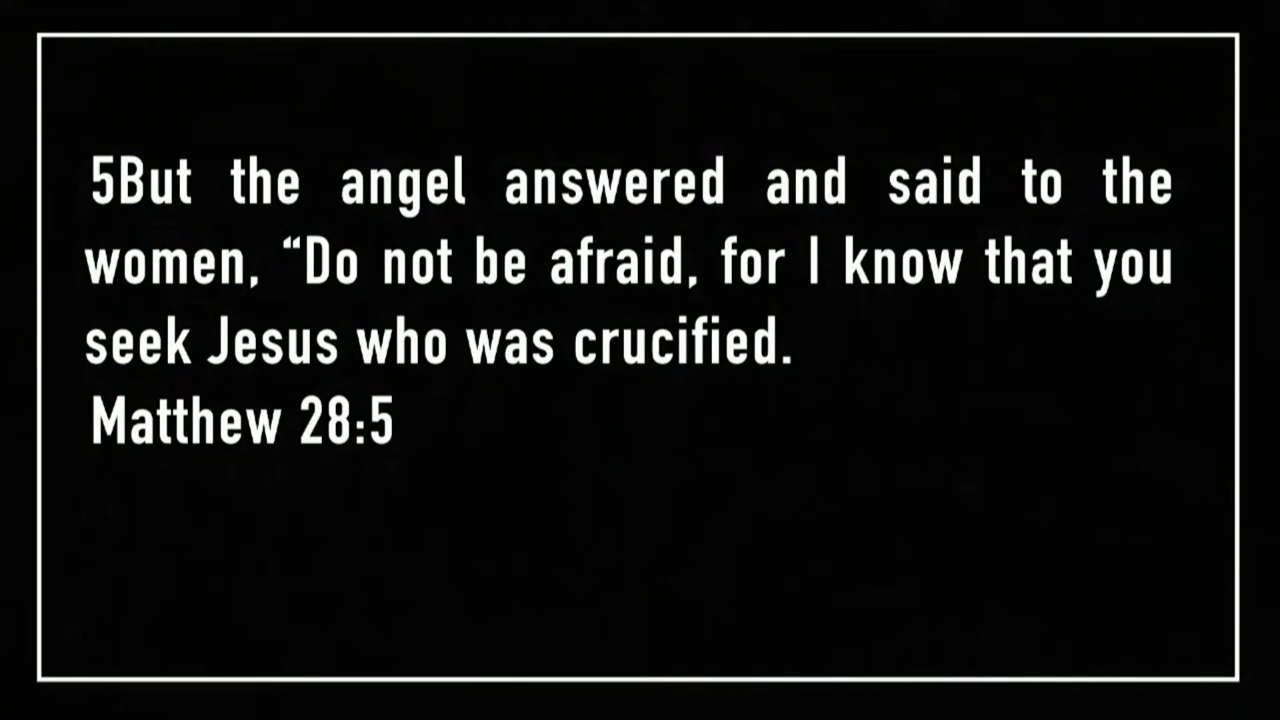 5But the angel answered and said to the
women, “Do not be afraid, for I know that you
seek Jesus who was crucified.
Matthew 28:5